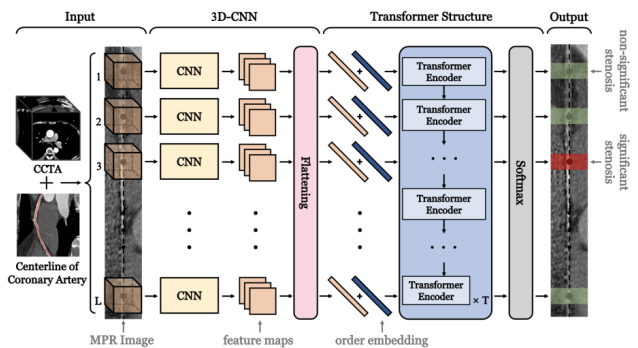 Input
3D-CNN
Transformer Structure
Output
1
CNN
+
Transformer
Encoder
non-significant
stenosis
2
CNN
+
Transformer
Encoder
CCTA
3
CNN
+
. . .
significant
stenosis
+
Flattening
Softmax
Transformer
Encoder
Centerline of
Coronary Artery
. . .
L
CNN
+
Transformer
Encoder
× T
MPR Image
feature maps
order embedding